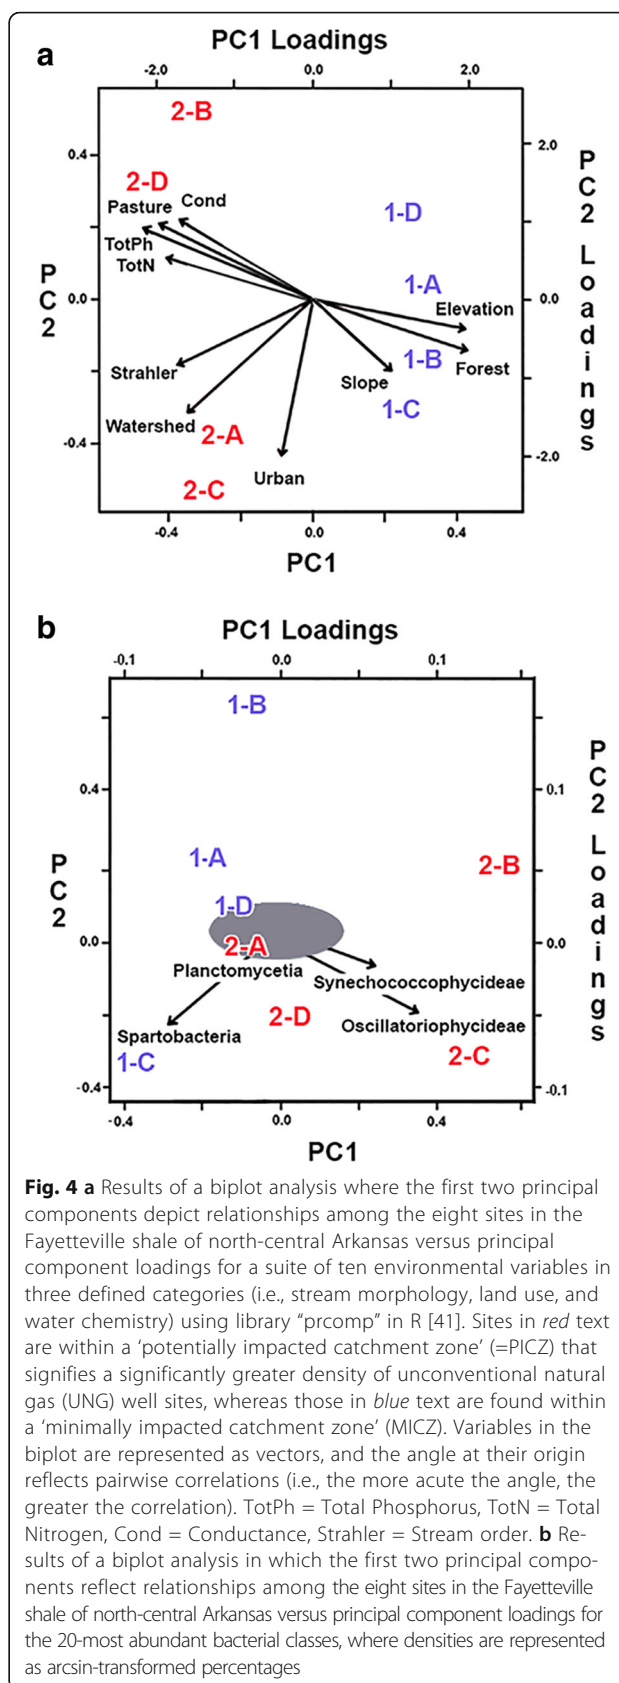 a
PC1 Loadings
-2.0 0.0 2.0
2-B
0.4
2.0
2-D
Pasture Cond
1-D
TotPh
TotN
1-A
PC2
0.0
0.0
PC2 Loadings
Elevation
1-B
Strahler
Slope
Forest
1-C
Watershed
2-A
-0.4
-2.0
Urban
2-C
-0.4 0.0 0.4
PC1
b
PC1 Loadings
-0.1 0.0 0.1
1-B
0.4
0.1
PC2
1-A
2-B
PC2 Loadings
1-D
0.0
2-A
0.0
Planctomycetia
Synechococcophycideae
2-D
Oscillatoriophycideae
Spartobacteria
1-C
2-C
-0.4
-0.1
-0.4 0.0 0.4
PC1
Fig. 4 a Results of a biplot analysis where the first two principal
components depict relationships among the eight sites in the
Fayetteville shale of north-central Arkansas versus principal
component loadings for a suite of ten environmental variables in
three defined categories (i.e., stream morphology, land use, and
water chemistry) using library “prcomp” in R [41]. Sites in red text
are within a ‘potentially impacted catchment zone’ (=PICZ) that
signifies a significantly greater density of unconventional natural
gas (UNG) well sites, whereas those in blue text are found within
a ‘minimally impacted catchment zone’ (MICZ). Variables in the
biplot are represented as vectors, and the angle at their origin
reflects pairwise correlations (i.e., the more acute the angle, the
greater the correlation). TotPh = Total Phosphorus, TotN = Total
Nitrogen, Cond = Conductance, Strahler = Stream order. b Re-
sults of a biplot analysis in which the first two principal compo-
nents reflect relationships among the eight sites in the Fayetteville
shale of north-central Arkansas versus principal component loadings for
the 20-most abundant bacterial classes, where densities are represented
as arcsin-transformed percentages